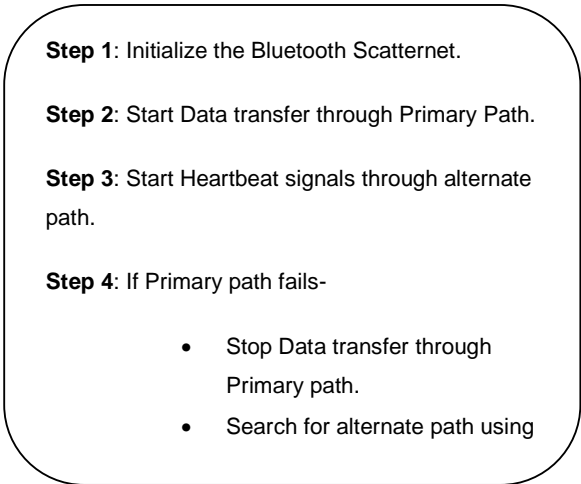 Step 1: Initialize the Bluetooth Scatternet.
Step 2: Start Data transfer through Primary Path.
Step 3: Start Heartbeat signals through alternate
path.
Step 4: If Primary path fails-
• Stop Data transfer through
Primary path.
• Search for alternate path using